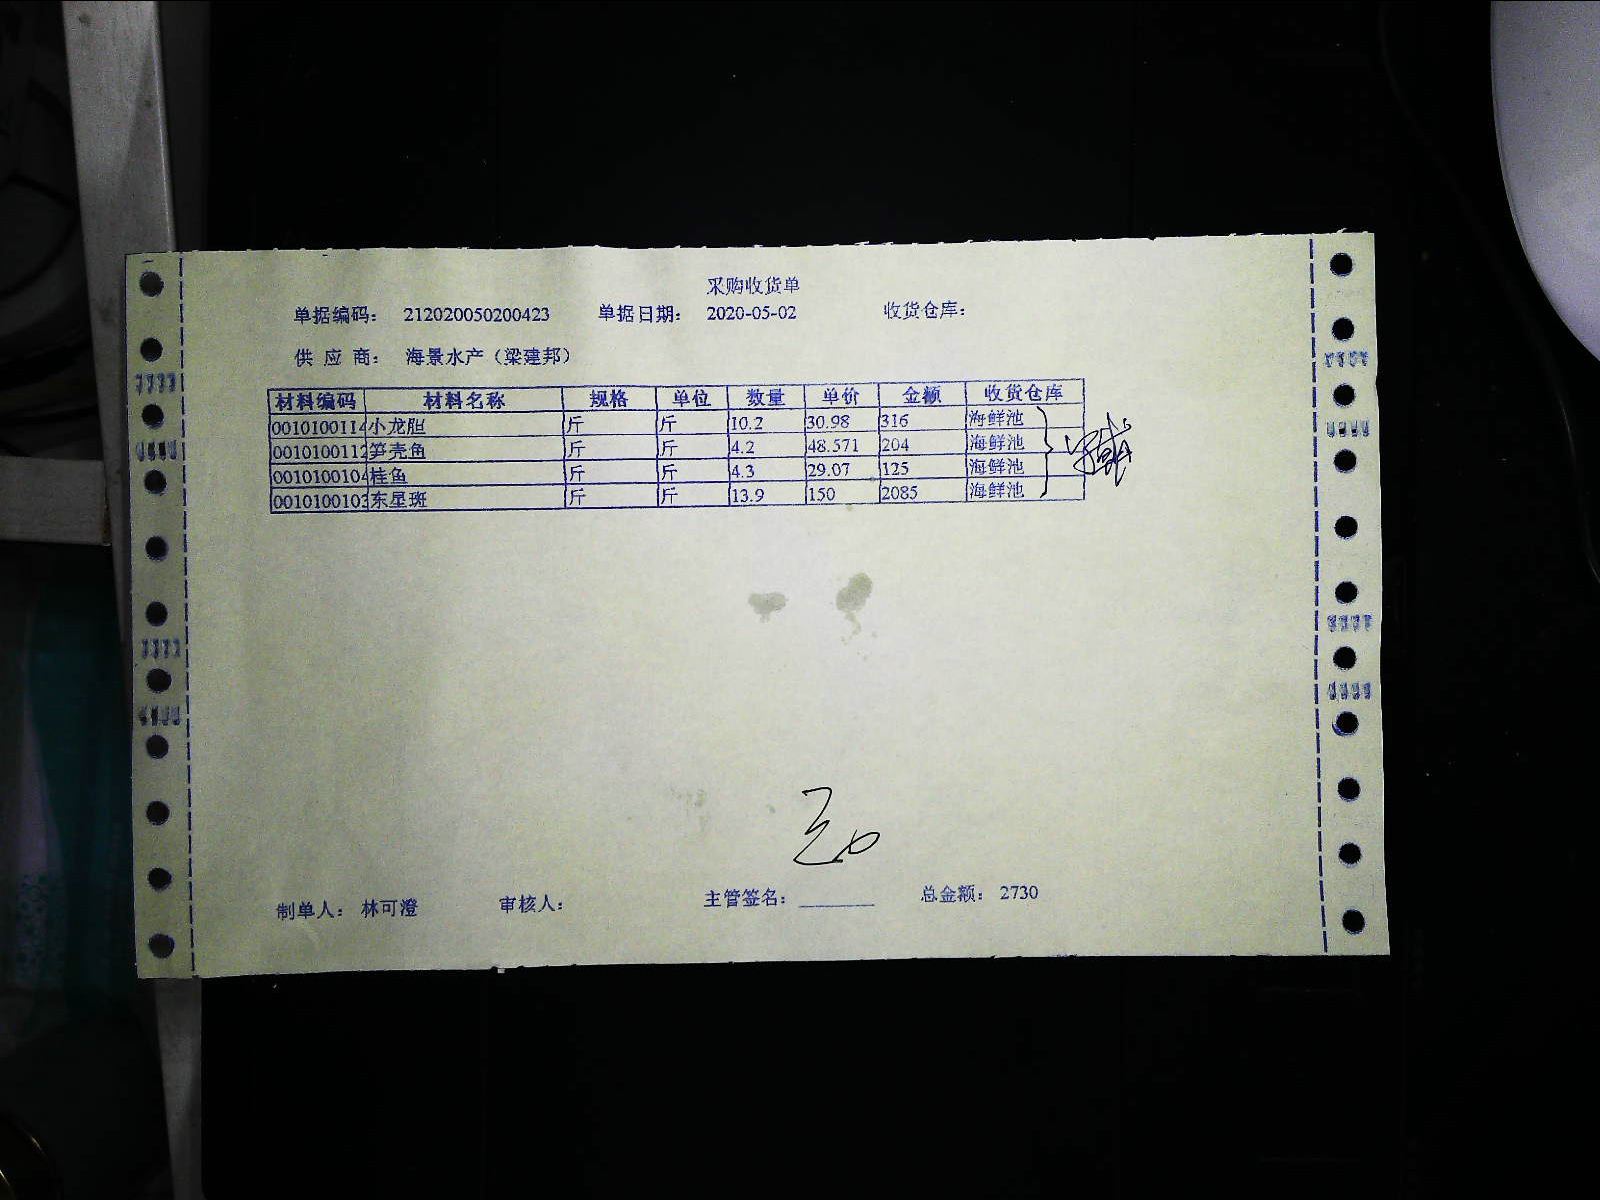 采购收货单
单据编码： 212020050200423 单据日期： 2020-05-02 收货仓库：
供 应 商： 海景水产（梁建邦）
材料编码 材料名称 规格 单位 数量 单价 金额 收货仓库
0010100114 小龙胆 斤 斤 10.2 30.98 316 海鲜池
0010100112 笋壳鱼 斤 斤 4.2 48.571 204 海鲜池
0010100104 桂鱼 斤 斤 4.3 29.07 125 海鲜池
0010100103 东星斑 斤 斤 13.9 150 2085 海鲜池
制单人： 林可澄 审核人： 主管签名： 总金额： 2730